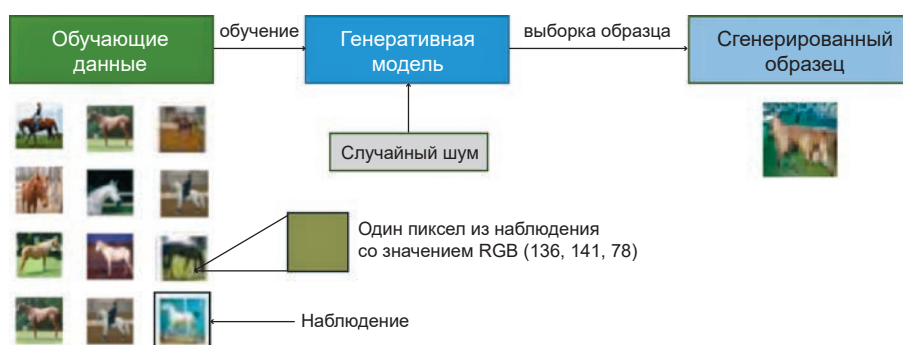 Обучающие
данные
обучение
Генеративная
модель
выборка образца
Сгенерированный
образец
Случайный шум
Один пиксел из наблюдения
со значением RGB (136, 141, 78)
Наблюдение